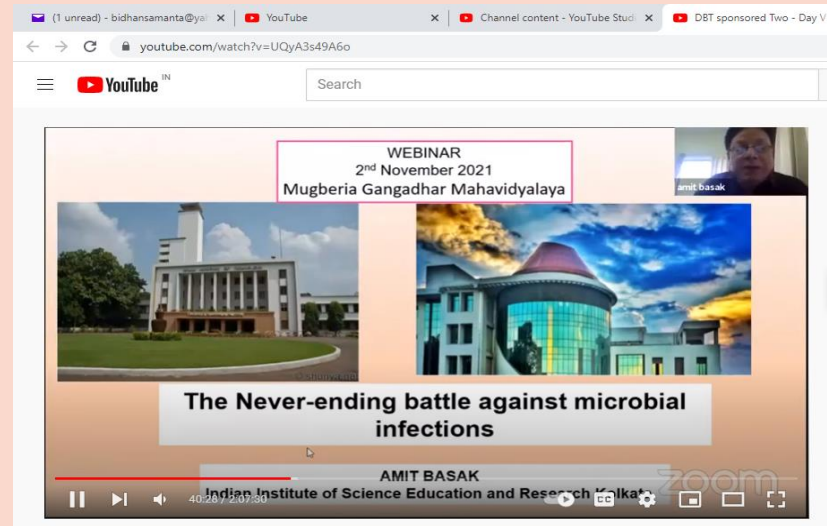 (1 unread) - bidhansamanta@ya
YouTube
Channel content - YouTube Stud
DBT sponsored Two - Day V
youtube.com/watch?v=UQyA3s49A6o
YouTube IN
Search
WEBINAR
2nd November 2021
Mugberia Gangadhar Mahavidyalaya
amit basak
The Never-ending battle against microbial
infections
AMIT BASAK
Indian Institute of Science Education and Research Kolkata
40:28 / 2:07:30
CC
zoom